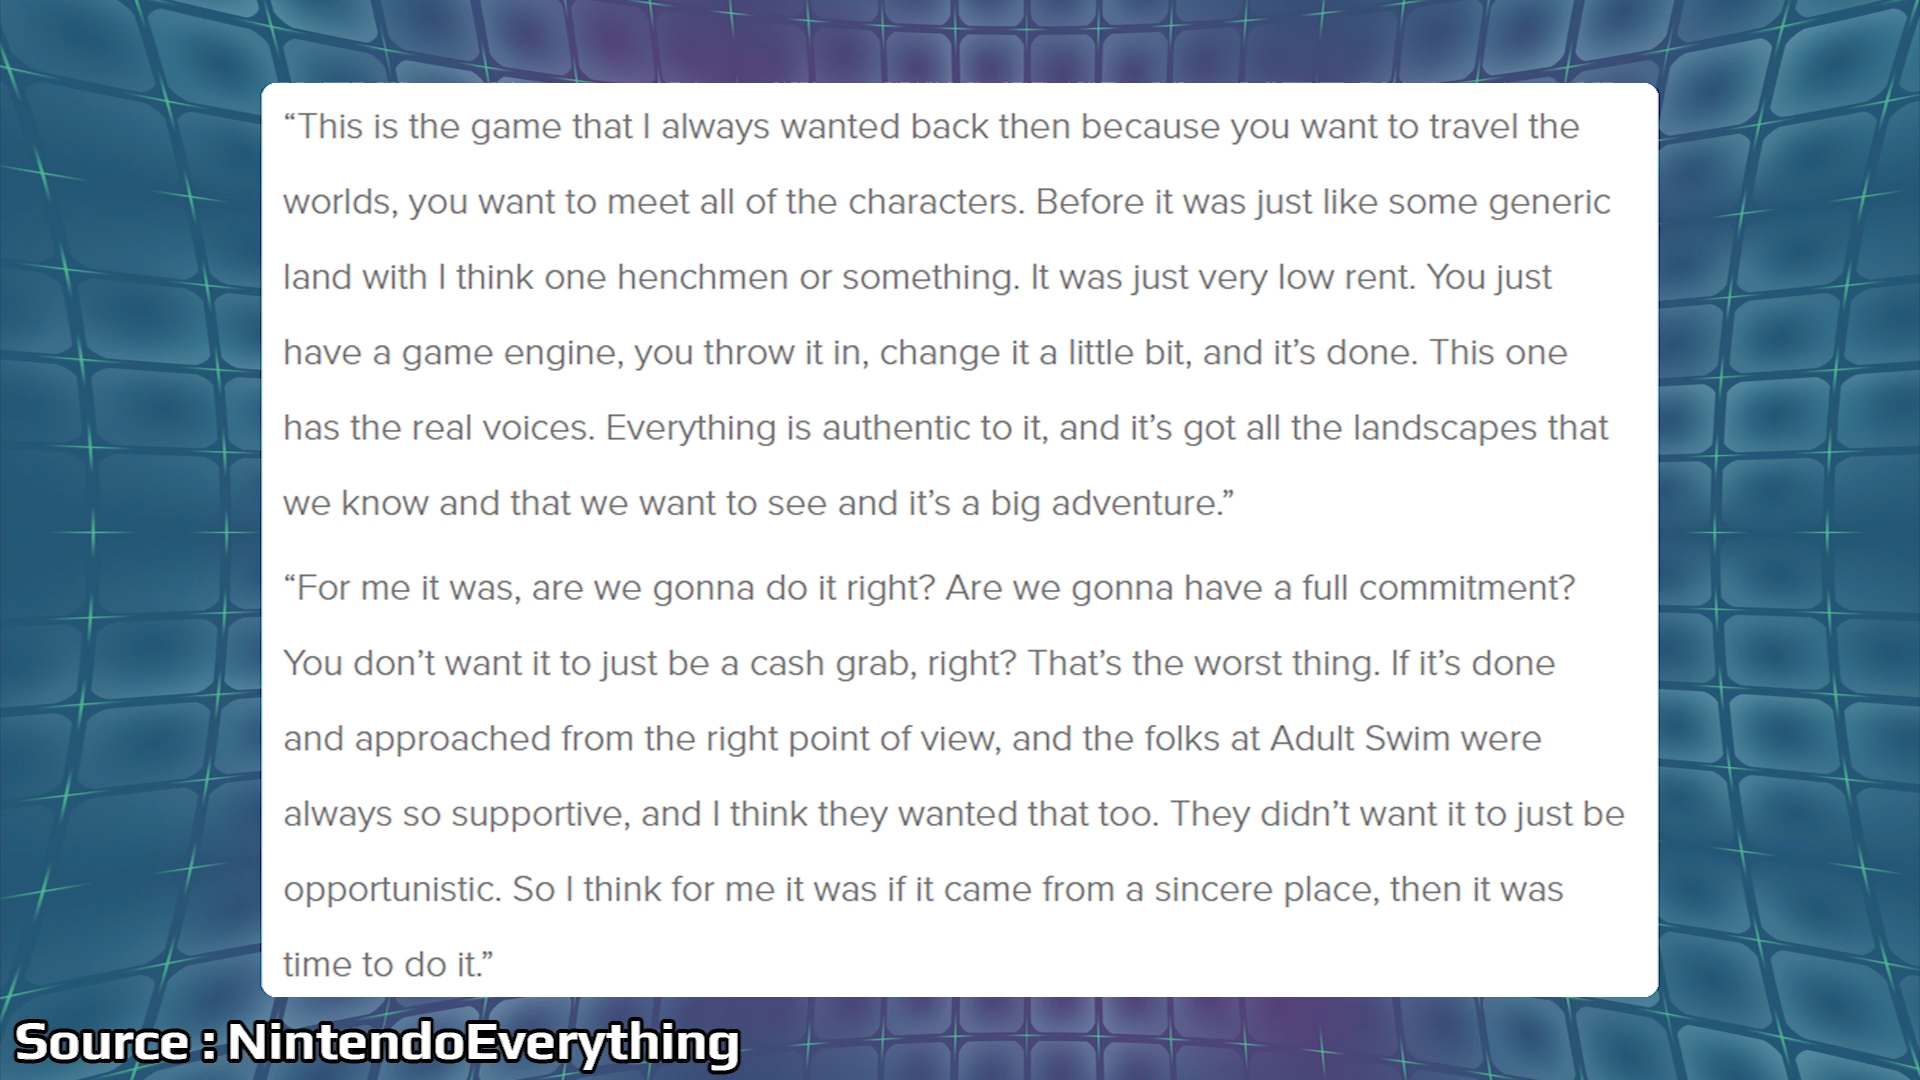 “This is the game that I always wanted back then because you want to travel the
worlds, you want to meet all of the characters. Before it was just like some generic
land with I think one henchmen or something. It was just very low rent. You just
have a game engine, you throw it in, change it a little bit, and it’s done. This one
has the real voices. Everything is authentic to it, and it’s got all the landscapes that
we know and that we want to see and it’s a big adventure.”
“For me it was, are we gonna do it right? Are we gonna have a full commitment?
You don’t want it to just be a cash grab, right? That’s the worst thing. If it’s done
and approached from the right point of view, and the folks at Adult Swim were
always so supportive, and I think they wanted that too. They didn’t want it to just be
opportunistic. So I think for me it was if it came from a sincere place, then it was
time to do it.”
Source : NintendoEverything